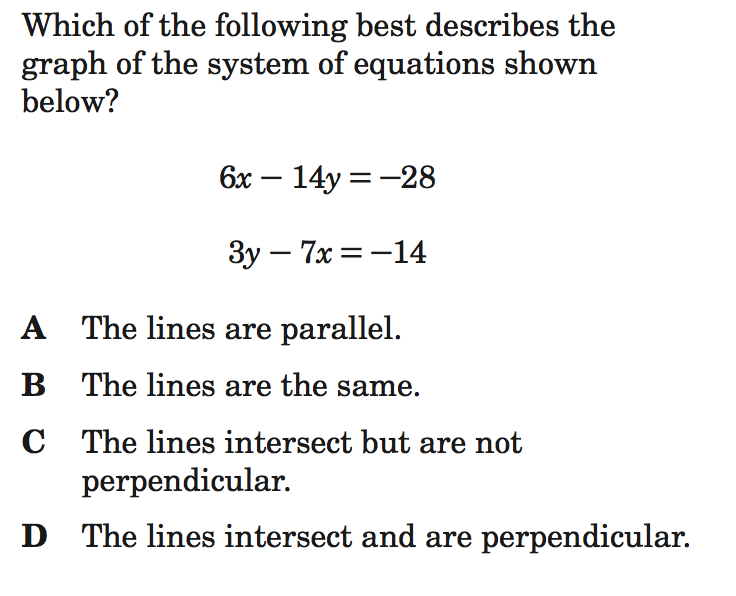 Which of the following best describes the
graph of the system of equations shown
below?
6x – 14y = –28
3y – 7x = –14
A The lines are parallel.
B The lines are the same.
C The lines intersect but are not
perpendicular.
D The lines intersect and are perpendicular.